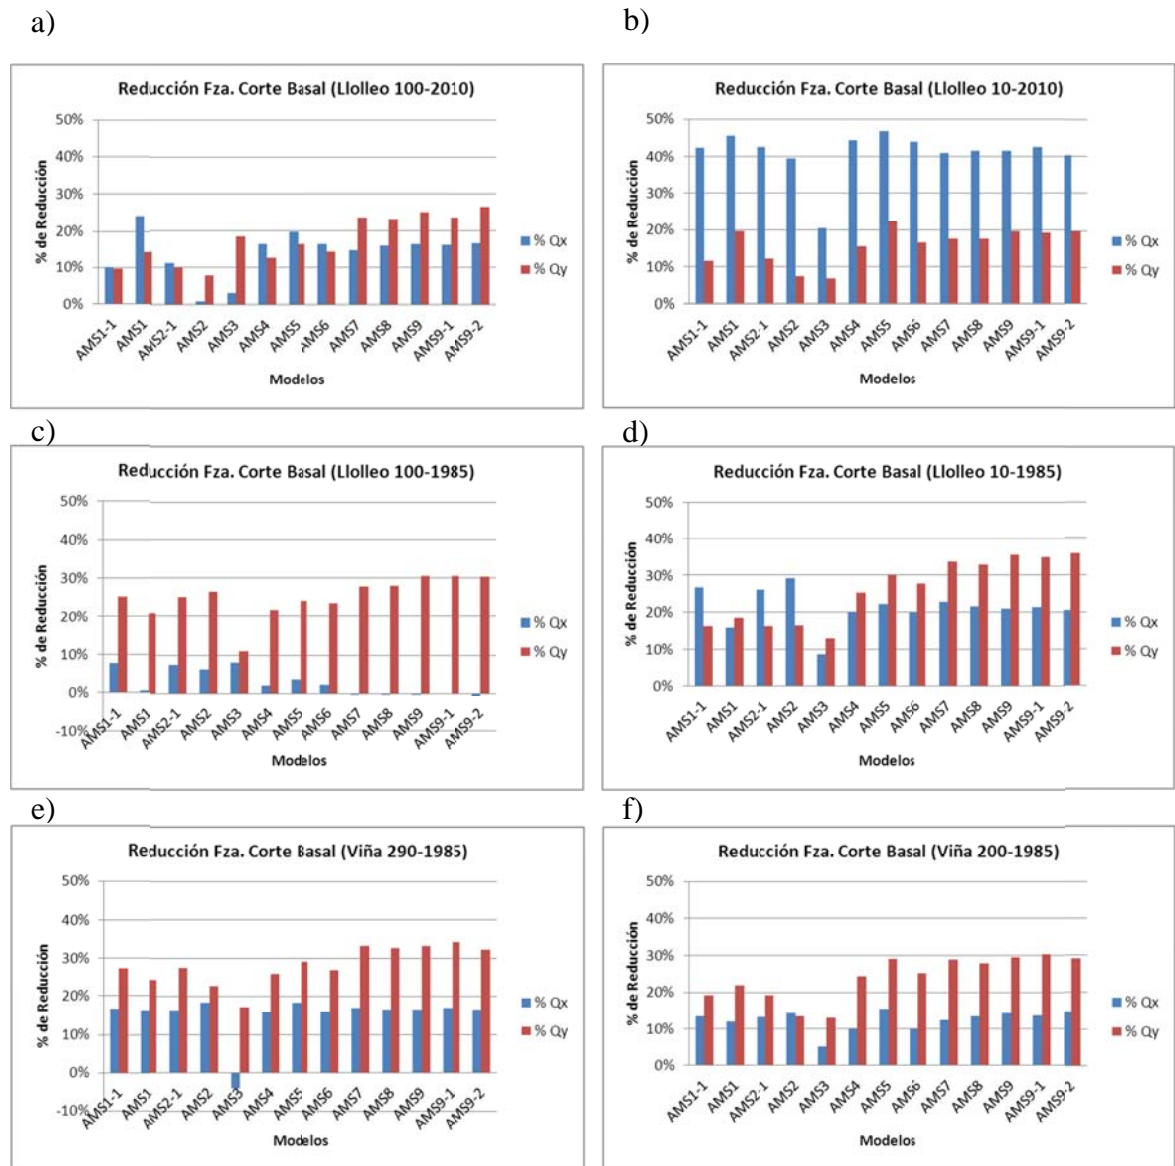 a)
Reducción Fza. Corte Basal (Llolleo 100-2010)
50%
40%
30%
20%
10%
0%
% de Reducción
AMS1-1
AMS1
AMS2-1
AMS2
AMS3
AMS4
AMS5
AMS6
AMS7
AMS8
AMS9
AMS9-1
AMS9-2
Modelos
% Qx
% Qy
b)
Reducción Fza. Corte Basal (Llolleo 10-2010)
50%
40%
30%
20%
10%
0%
% de Reducción
AMS1-1
AMS1
AMS2-1
AMS2
AMS3
AMS4
AMS5
AMS6
AMS7
AMS8
AMS9
AMS9-1
AMS9-2
Modelos
% Qx
% Qy
c)
Reducción Fza. Corte Basal (Llolleo 100-1985)
50%
40%
30%
20%
10%
0%
-10%
% de Reducción
AMS1-1
AMS1
AMS2-1
AMS2
AMS3
AMS4
AMS5
AMS6
AMS7
AMS8
AMS9
AMS9-1
AMS9-2
Modelos
% Qx
% Qy
d)
Reducción Fza. Corte Basal (Llolleo 10-1985)
50%
40%
30%
20%
10%
0%
% de Reducción
AMS1-1
AMS1
AMS2-1
AMS2
AMS3
AMS4
AMS5
AMS6
AMS7
AMS8
AMS9
AMS9-1
AMS9-2
Modelos
% Qx
% Qy
e)
Reducción Fza. Corte Basal (Viña 290-1985)
50%
40%
30%
20%
10%
0%
-10%
% de Reducción
AMS1-1
AMS1
AMS2-1
AMS2
AMS3
AMS4
AMS5
AMS6
AMS7
AMS8
AMS9
AMS9-1
AMS9-2
Modelos
% Qx
% Qy
f)
Reducción Fza. Corte Basal (Viña 200-1985)
50%
40%
30%
20%
10%
0%
% de Reducción
AMS1-1
AMS1
AMS2-1
AMS2
AMS3
AMS4
AMS5
AMS6
AMS7
AMS8
AMS9
AMS9-1
AMS9-2
Modelos
% Qx
% Qy